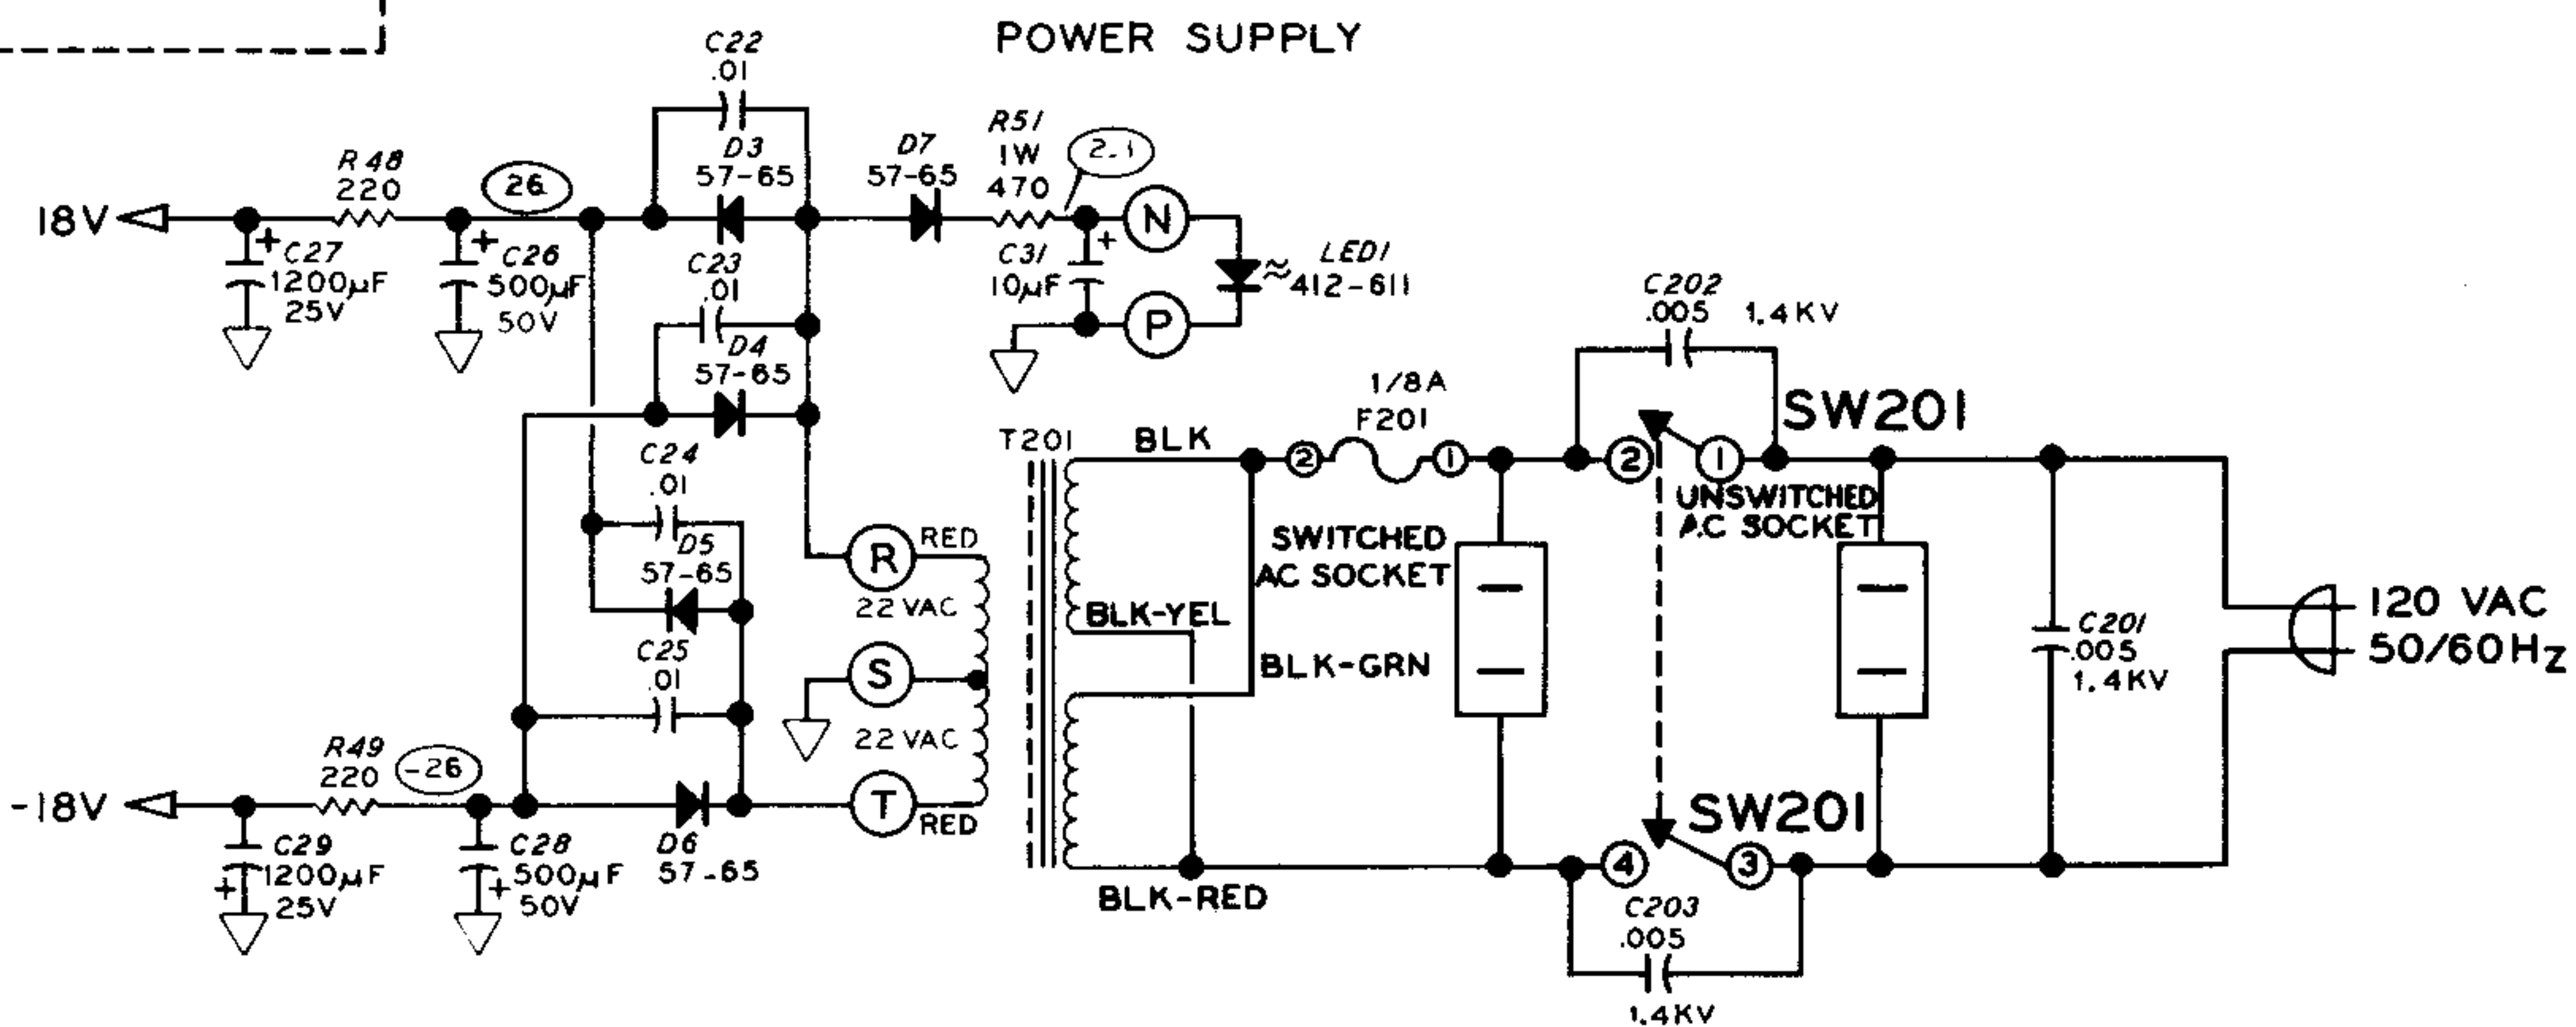 POWER SUPPLY
C22
.01
D3
57-65
R48
220
26
18V
+
C27
1200µF
25V
+
C26
500µF
50V
C23
.01
D4
57-65
D7
57-65
R51
1W
470
N
+
C31
10µF
P
LED1
412-611
C24
.01
D5
57-65
C25
.01
R49
220
-26
-18V
C29
1200µF
+
25V
C28
500µF
+
50V
D6
57-65
R
RED
22 VAC
S
22 VAC
T
RED
T201
BLK
BLK-YEL
BLK-GRN
BLK-RED
1/8A
F201
2
1
SWITCHED
AC SOCKET
C202
.005
1.4KV
SW201
2
1
UNSWITCHED
AC SOCKET
SW201
4
3
C203
.005
1.4KV
C201
.005
1.4KV
120 VAC
50/60Hz